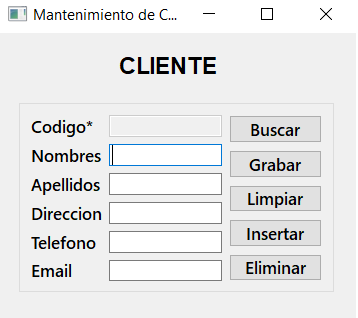 Mantenimiento de C...
CLIENTE
Codigo*
Buscar
Nombres
Grabar
Apellidos
Limpiar
Direccion
Insertar
Telefono
Email
Eliminar